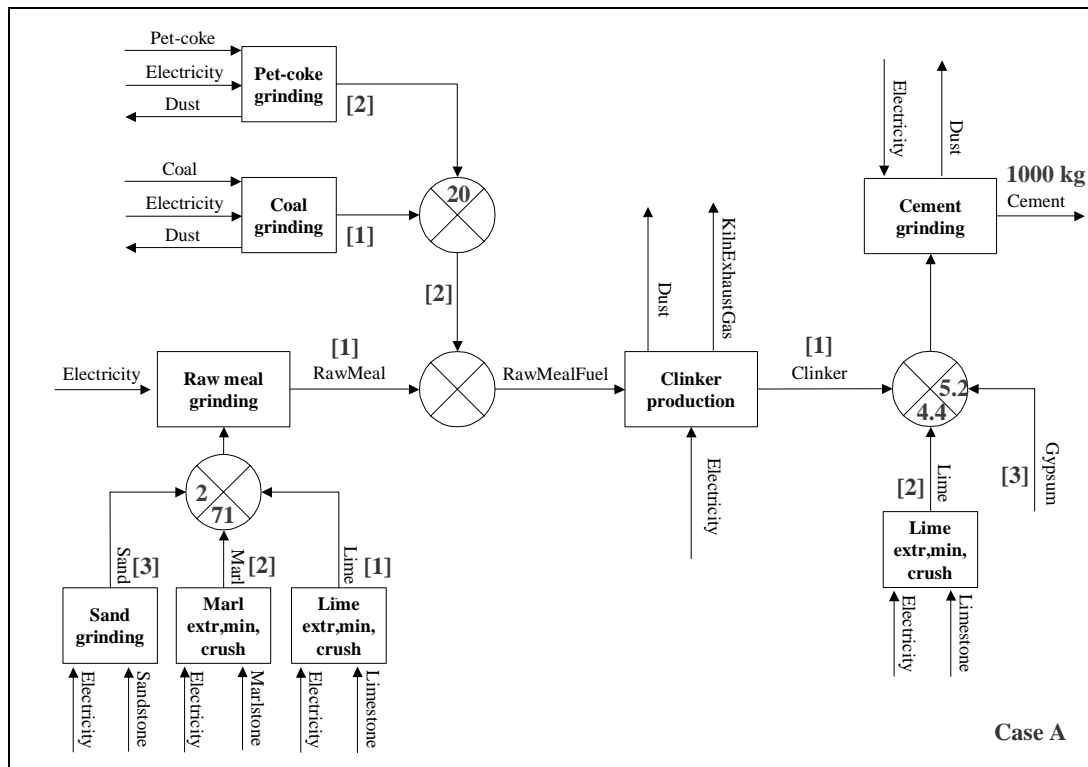 Pet-coke
Electricity
Dust
Pet-coke
grinding
[2]
Coal
Electricity
Dust
Coal
grinding
[1]
20
[2]
Electricity
Raw meal
grinding
[1]
RawMeal
RawMealFuel
Dust
KilnExhaustGas
Clinker
production
Electricity
[1]
Clinker
Electricity
Dust
Cement
grinding
1000 kg
Cement
5.2
4.4
[2]
Lime
[3]
Gypsum
Lime
extr,min,
crush
Electricity
Limestone
2
71
Sand
[3]
Marl
[2]
Lime
[1]
Sand
grinding
Marl
extr,min,
crush
Lime
extr,min,
crush
Electricity
Sandstone
Electricity
Marlstone
Electricity
Limestone
Case A